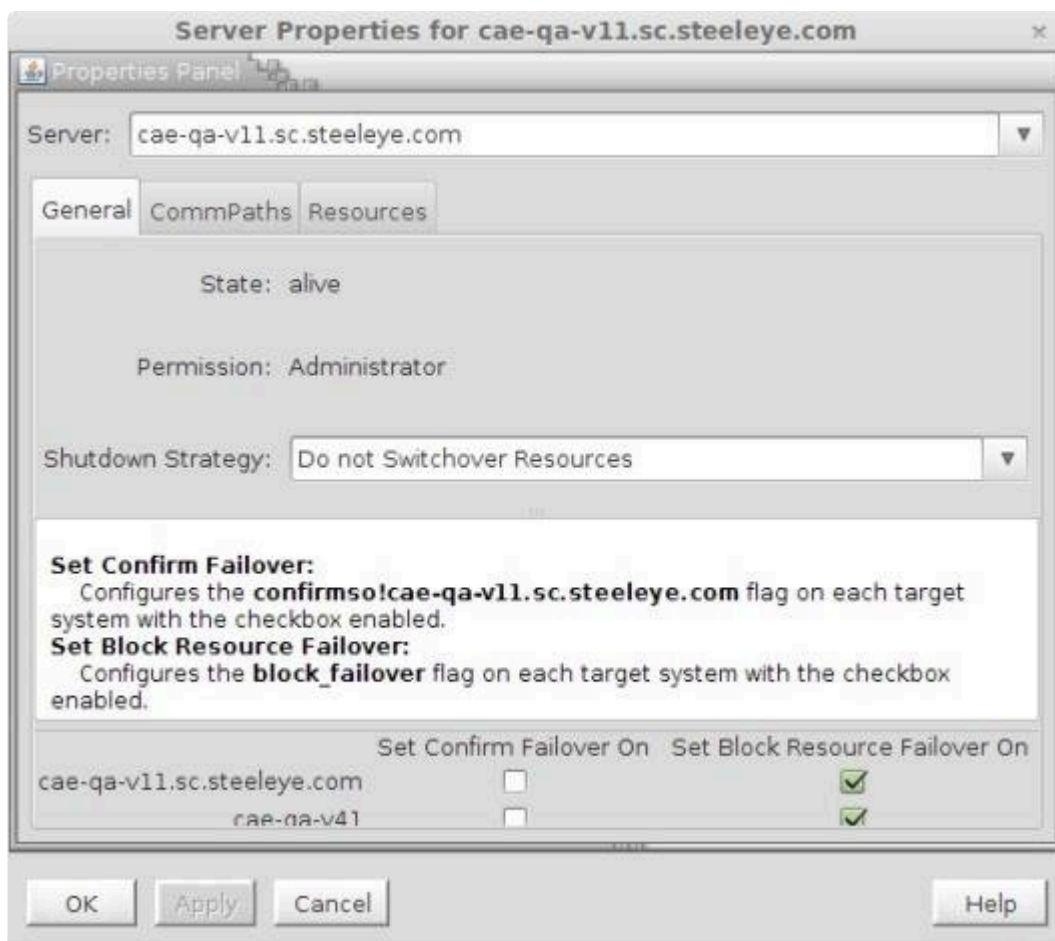 Server Properties for cae-qa-v11.sc.steeleye.com
Properties Panel
Server: cae-qa-v11.sc.steeleye.com
General CommPaths Resources
State: alive
Permission: Administrator
Shutdown Strategy: Do not Switchover Resources
Set Confirm Failover:
Configures the confirmso!cae-qa-v11.sc.steeleye.com flag on each target
system with the checkbox enabled.
Set Block Resource Failover:
Configures the block_failover flag on each target system with the checkbox
enabled.
Set Confirm Failover On Set Block Resource Failover On
cae-qa-v11.sc.steeleye.com
cae-qa-v41
OK Apply Cancel Help